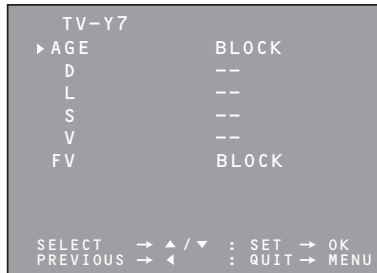 TV-Y7
▶ AGE BLOCK
D --
L --
S --
V --
FV BLOCK
SELECT → ▲ / ▼ : SET → OK
PREVIOUS → ◀ : QUIT → MENU